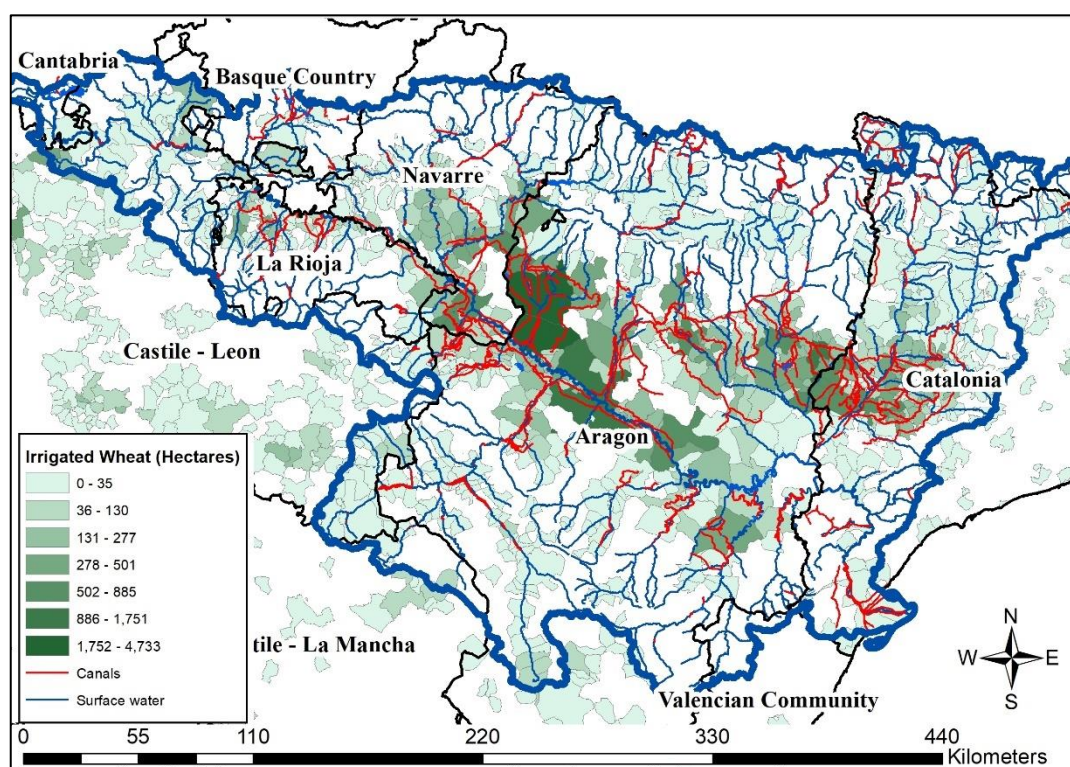 Cantabria
Basque Country
Navarre
La Rioja
Castile - Leon
Catalonia
Aragon
Irrigated Wheat (Hectares)
0 - 35
36 - 130
131 - 277
278 - 501
502 - 885
886 - 1,751
1,752 - 4,733
Canals
Surface water
tile - La Mancha
Valencian Community
N
W E
S
0 55 110 220 330 440
Kilometers